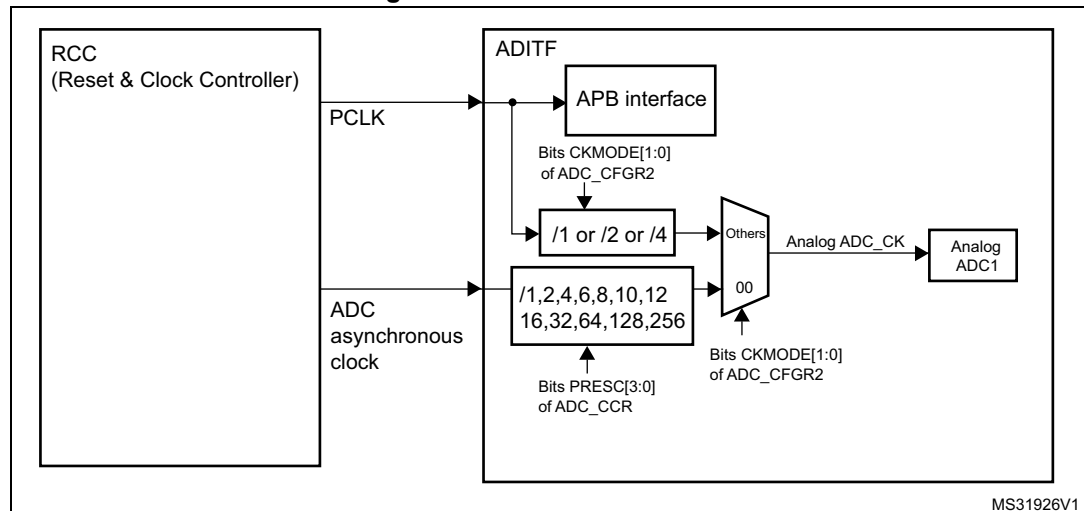 RCC
(Reset & Clock Controller)
PCLK
ADC
asynchronous
clock
ADITF
APB interface
Bits CKMODE[1:0]
of ADC_CFGR2
/1 or /2 or /4
Others
00
Analog ADC_CK
Analog
ADC1
/1,2,4,6,8,10,12
16,32,64,128,256
Bits CKMODE[1:0]
of ADC_CFGR2
Bits PRESC[3:0]
of ADC_CCR
MS31926V1